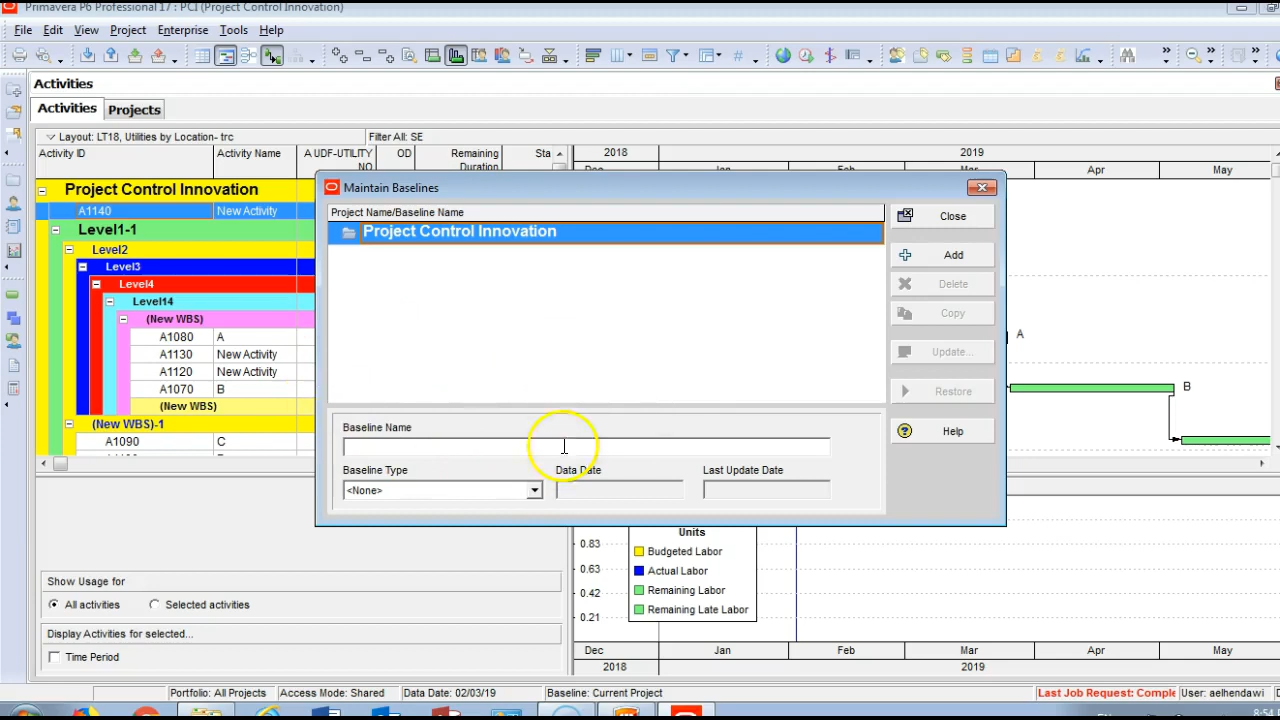 Primavera P6 Professional 17 : PCI (Project Control Innovation)
File Edit View Project Enterprise Tools Help
Activities
Activities Projects
Layout: LT18, Utilities by Location- trc Filter All: SE
Activity ID Activity Name A UDF-UTILITY NO OD Remaining Duration Sta
2018 2019
Dec Jan Apr May
Project Control Innovation
A1140 New Activity
Level1-1
Level2
Level3
Level4
Level14
(New WBS)
A1080 A
A1130 New Activity
A1120 New Activity
A1070 B
(New WBS)
(New WBS)-1
A1090 C
A
B
Maintain Baselines
Project Name/Baseline Name
Project Control Innovation
Close
Add
Delete
Copy
Update...
Restore
Help
Baseline Name
Baseline Type Data Date Last Update Date
<None>
Units
Budgeted Labor
Actual Labor
Remaining Labor
Remaining Late Labor
0.83
0.63
0.42
0.21
Show Usage for
All activities Selected activities
Display Activities for selected...
Time Period
Dec Jan Feb Mar Apr May
2018 2019
Portfolio: All Projects Access Mode: Shared Data Date: 02/03/19 Baseline: Current Project Last Job Request: Comple User: aelhendawi
8:54